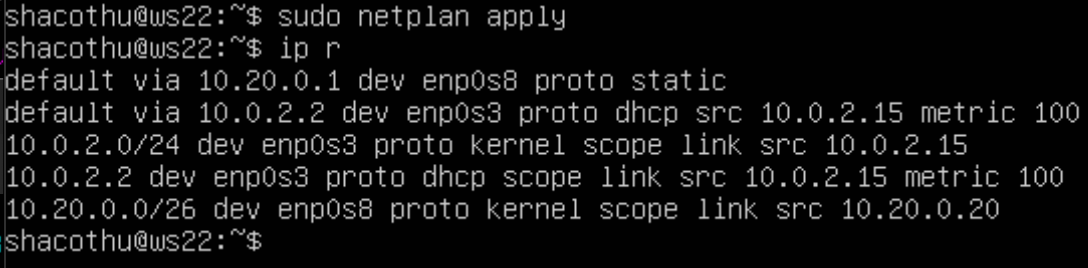 shacothu@ws22:~$ sudo netplan apply
shacothu@ws22:~$ ip r
default via 10.20.0.1 dev enp0s8 proto static
default via 10.0.2.2 dev enp0s3 proto dhcp src 10.0.2.15 metric 100
10.0.2.0/24 dev enp0s3 proto kernel scope link src 10.0.2.15
10.0.2.2 dev enp0s3 proto dhcp scope link src 10.0.2.15 metric 100
10.20.0.0/26 dev enp0s8 proto kernel scope link src 10.20.0.20
shacothu@ws22:~$